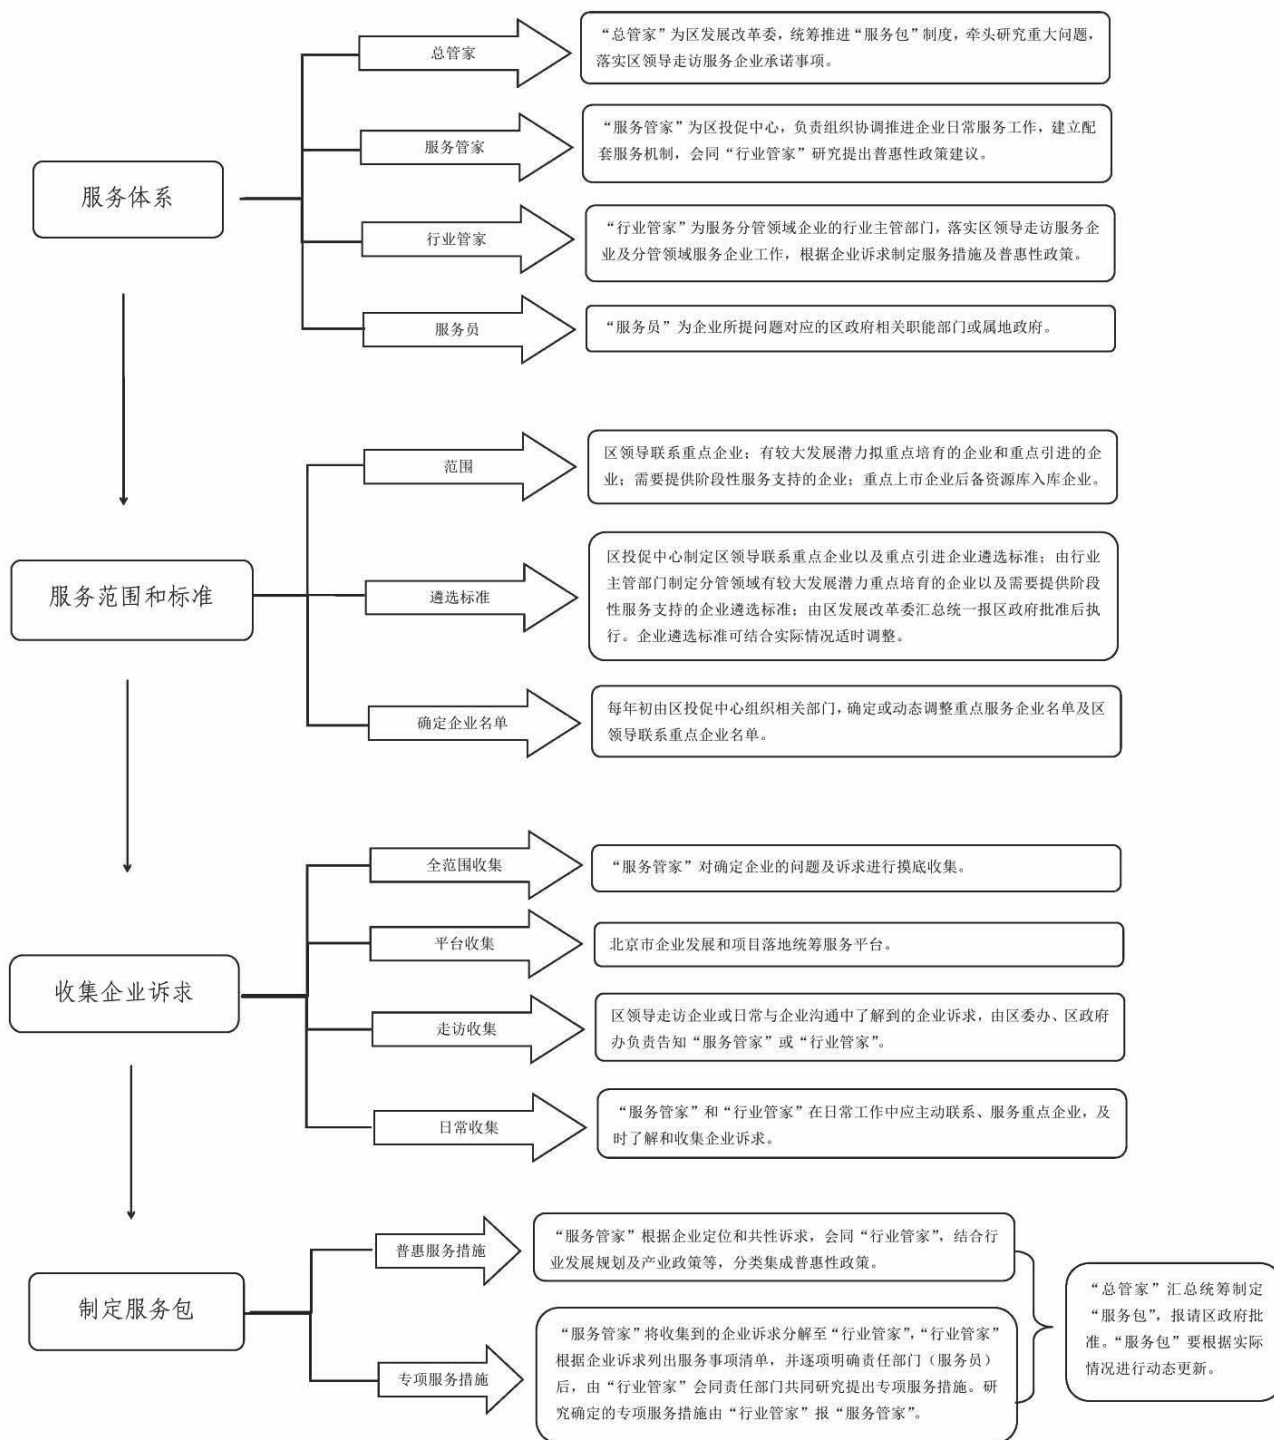 服务体系
总管家
“总管家”为区发展改革委，统筹推进“服务包”制度，牵头研究重大问题，
落实区领导走访服务企业承诺事项。
服务管家
“服务管家”为区投促中心，负责组织协调推进企业日常服务工作，建立配
套服务机制，会同“行业管家”研究提出普惠性政策建议。
行业管家
“行业管家”为服务分管领域企业的行业主管部门，落实区领导走访服务企
业及分管领域服务企业工作，根据企业诉求制定服务措施及普惠性政策。
服务员
“服务员”为企业所提问题对应的区政府相关职能部门或属地政府。
服务范围和标准
范围
区领导联系重点企业；有较大发展潜力拟重点培育的企业和重点引进的企
业；需要提供阶段性服务支持的企业；重点上市企业后备资源库入库企业。
遴选标准
区投促中心制定区领导联系重点企业以及重点引进企业遴选标准；由行业
主管部门制定分管领域有较大发展潜力重点培育的企业以及需要提供阶段
性服务支持的企业遴选标准；由区发展改革委汇总统一报区政府批准后执
行。企业遴选标准可结合实际情况适时调整。
确定企业名单
每年初由区投促中心组织相关部门，确定或动态调整重点服务企业名单及区
领导联系重点企业名单。
收集企业诉求
全范围收集
“服务管家”对确定企业的问题及诉求进行摸底收集。
平台收集
北京市企业发展和项目落地统筹服务平台。
走访收集
区领导走访企业或日常与企业沟通中了解到的企业诉求，由区委办、区政府
办负责告知“服务管家”或“行业管家”。
日常收集
“服务管家”和“行业管家”在日常工作中应主动联系、服务重点企业，及
时了解和收集企业诉求。
制定服务包
普惠服务措施
“服务管家”根据企业定位和共性诉求，会同“行业管家”，结合行
业发展规划及产业政策等，分类集成普惠性政策。
专项服务措施
“服务管家”将收集到的企业诉求分解至“行业管家”，“行业管家”
根据企业诉求列出服务事项清单，并逐项明确责任部门（服务员）
后，由“行业管家”会同责任部门共同研究提出专项服务措施。研
究确定的专项服务措施由“行业管家”报“服务管家”。
“总管家”汇总统筹制定
“服务包”，报请区政府批
准。“服务包”要根据实际
情况进行动态更新。